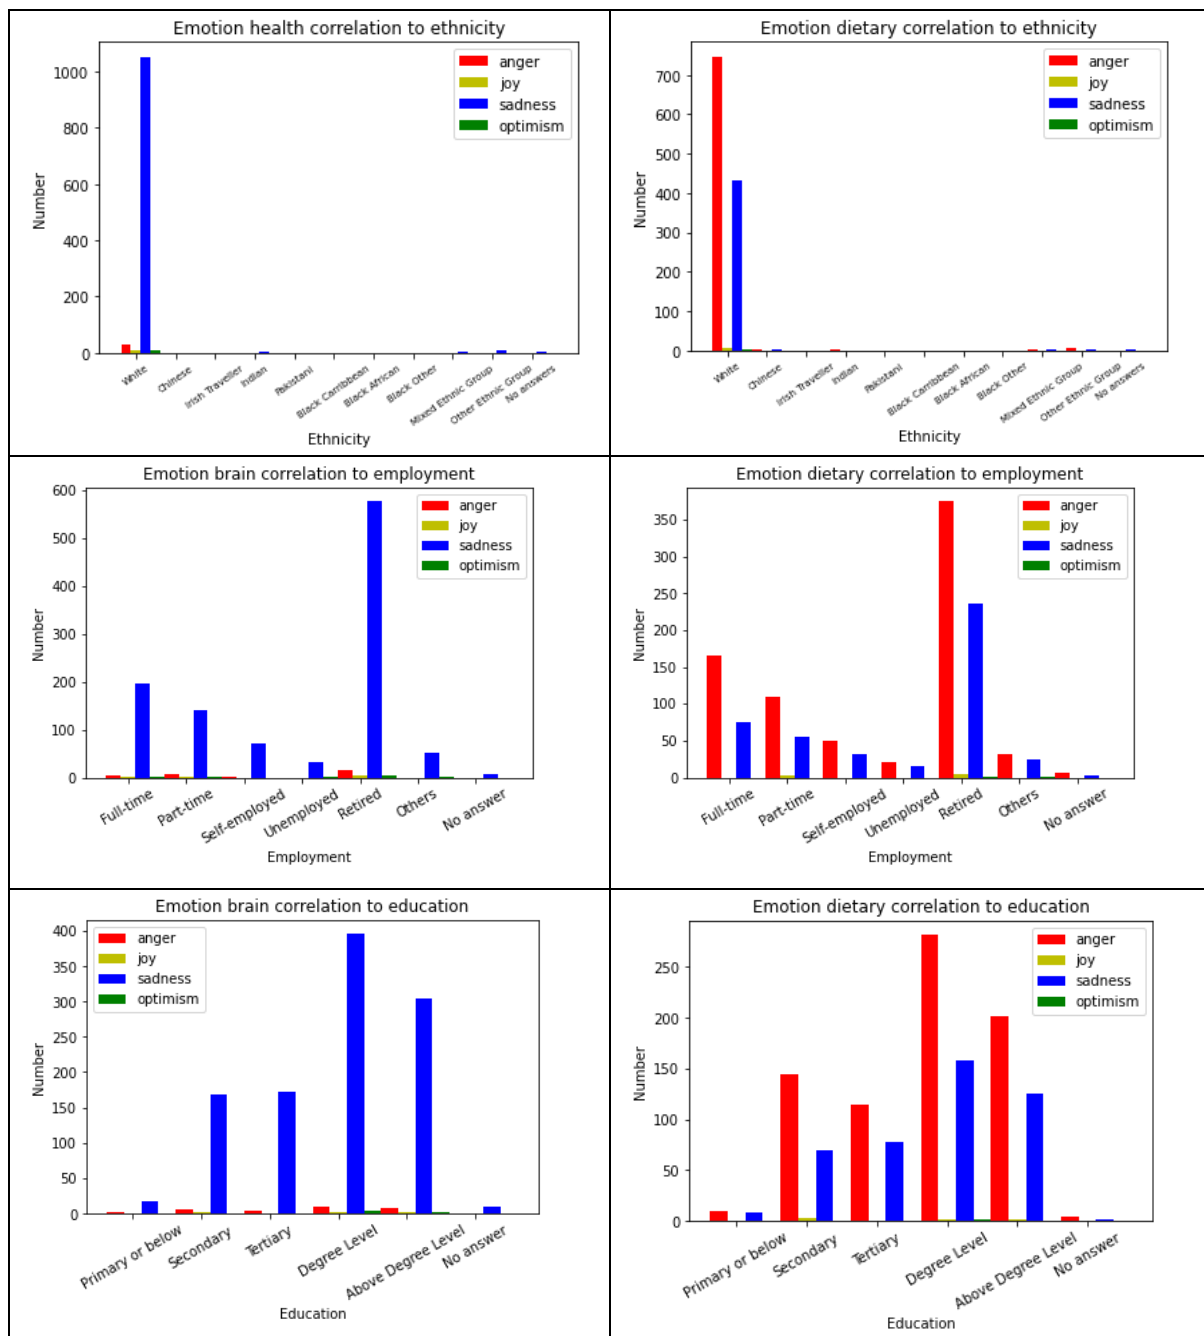 Emotion health correlation to ethnicity
anger
joy
sadness
optimism
1000
800
600
400
200
0
Number
White
Chinese
Irish Traveller
Indian
Pakistani
Black Carribbean
Black African
Black Other
Mixed Ethnic Group
Other Ethnic Group
No answers
Ethnicity
Emotion dietary correlation to ethnicity
anger
joy
sadness
optimism
700
600
500
400
300
200
100
0
Number
White
Chinese
Irish Traveller
Indian
Pakistani
Black Carribbean
Black African
Black Other
Mixed Ethnic Group
Other Ethnic Group
No answers
Ethnicity
Emotion brain correlation to employment
anger
joy
sadness
optimism
600
500
400
300
200
100
0
Number
Full-time
Part-time
Self-employed
Unemployed
Retired
Others
No answer
Employment
Emotion dietary correlation to employment
anger
joy
sadness
optimism
350
300
250
200
150
100
50
0
Number
Full-time
Part-time
Self-employed
Unemployed
Retired
Others
No answer
Employment
Emotion brain correlation to education
anger
joy
sadness
optimism
400
350
300
250
200
150
100
50
0
Number
Primary or below
Secondary
Tertiary
Degree Level
Above Degree Level
No answer
Education
Emotion dietary correlation to education
anger
joy
sadness
optimism
250
200
150
100
50
0
Number
Primary or below
Secondary
Tertiary
Degree Level
Above Degree Level
No answer
Education